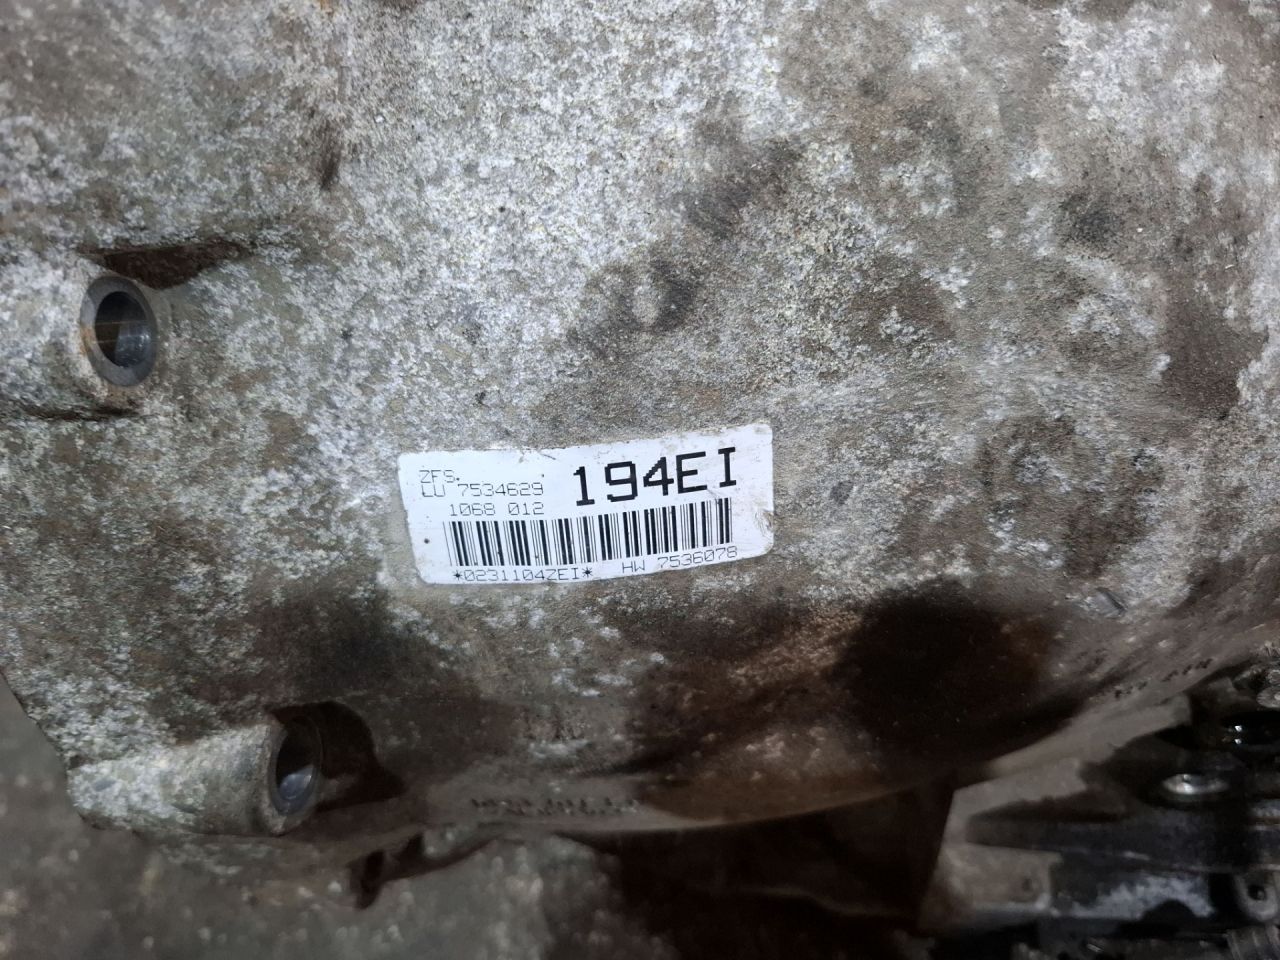 ZFS.
LU 7534629
194EI
1068 012
*0231104ZEI* HW 7536078